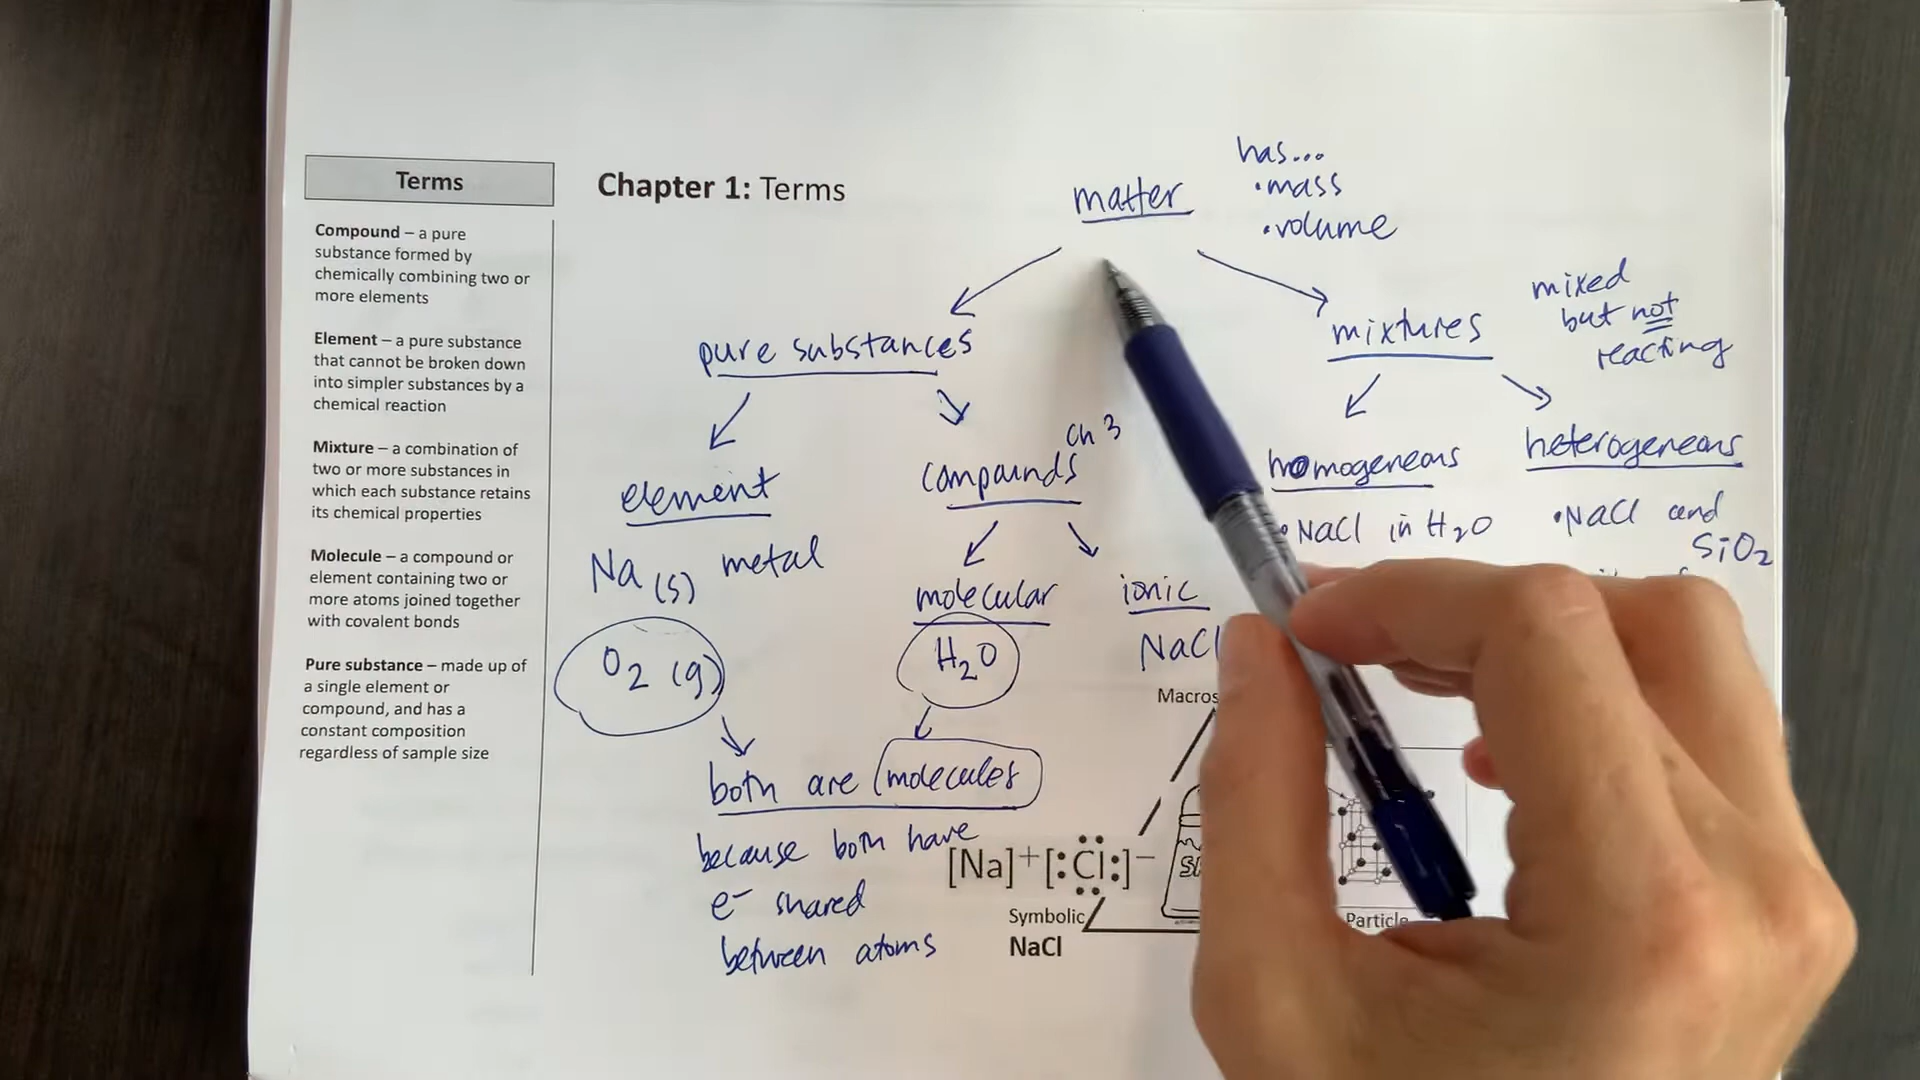 Terms
Compound – a pure
substance formed by
chemically combining two or
more elements
Element – a pure substance
that cannot be broken down
into simpler substances by a
chemical reaction
Mixture – a combination of
two or more substances in
which each substance retains
its chemical properties
Molecule – a compound or
element containing two or
more atoms joined together
with covalent bonds
Pure substance – made up of
a single element or
compound, and has a
constant composition
regardless of sample size
Chapter 1: Terms
matter
has...
•mass
•volume
pure substances
mixtures
mixed
but not
reacting
element
Na(s) metal
O2 (g)
compounds
Ch 3
molecular
H2O
ionic
NaCl
both are molecules
because both have
e⁻ shared
between atoms
homogeneous
•NaCl in H2O
heterogeneous
•NaCl and
SiO2
[Na]⁺[:Cl:]⁻
Symbolic
NaCl
Particle